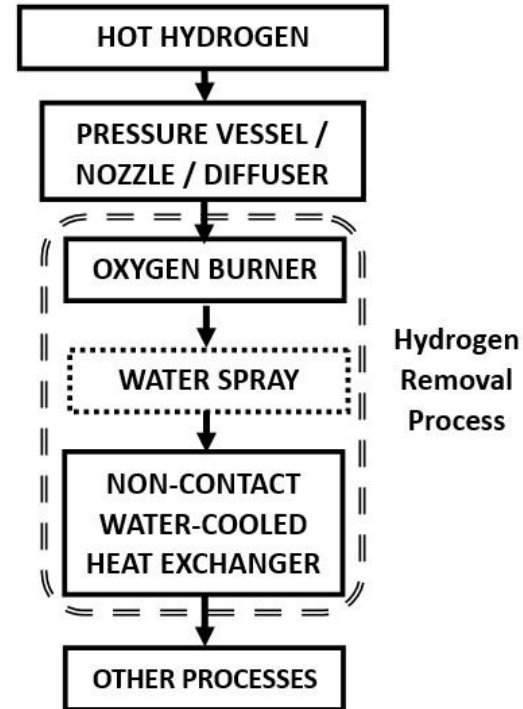 HOT HYDROGEN
PRESSURE VESSEL /
NOZZLE / DIFFUSER
OXYGEN BURNER
WATER SPRAY
NON-CONTACT
WATER-COOLED
HEAT EXCHANGER
OTHER PROCESSES
Hydrogen
Removal
Process